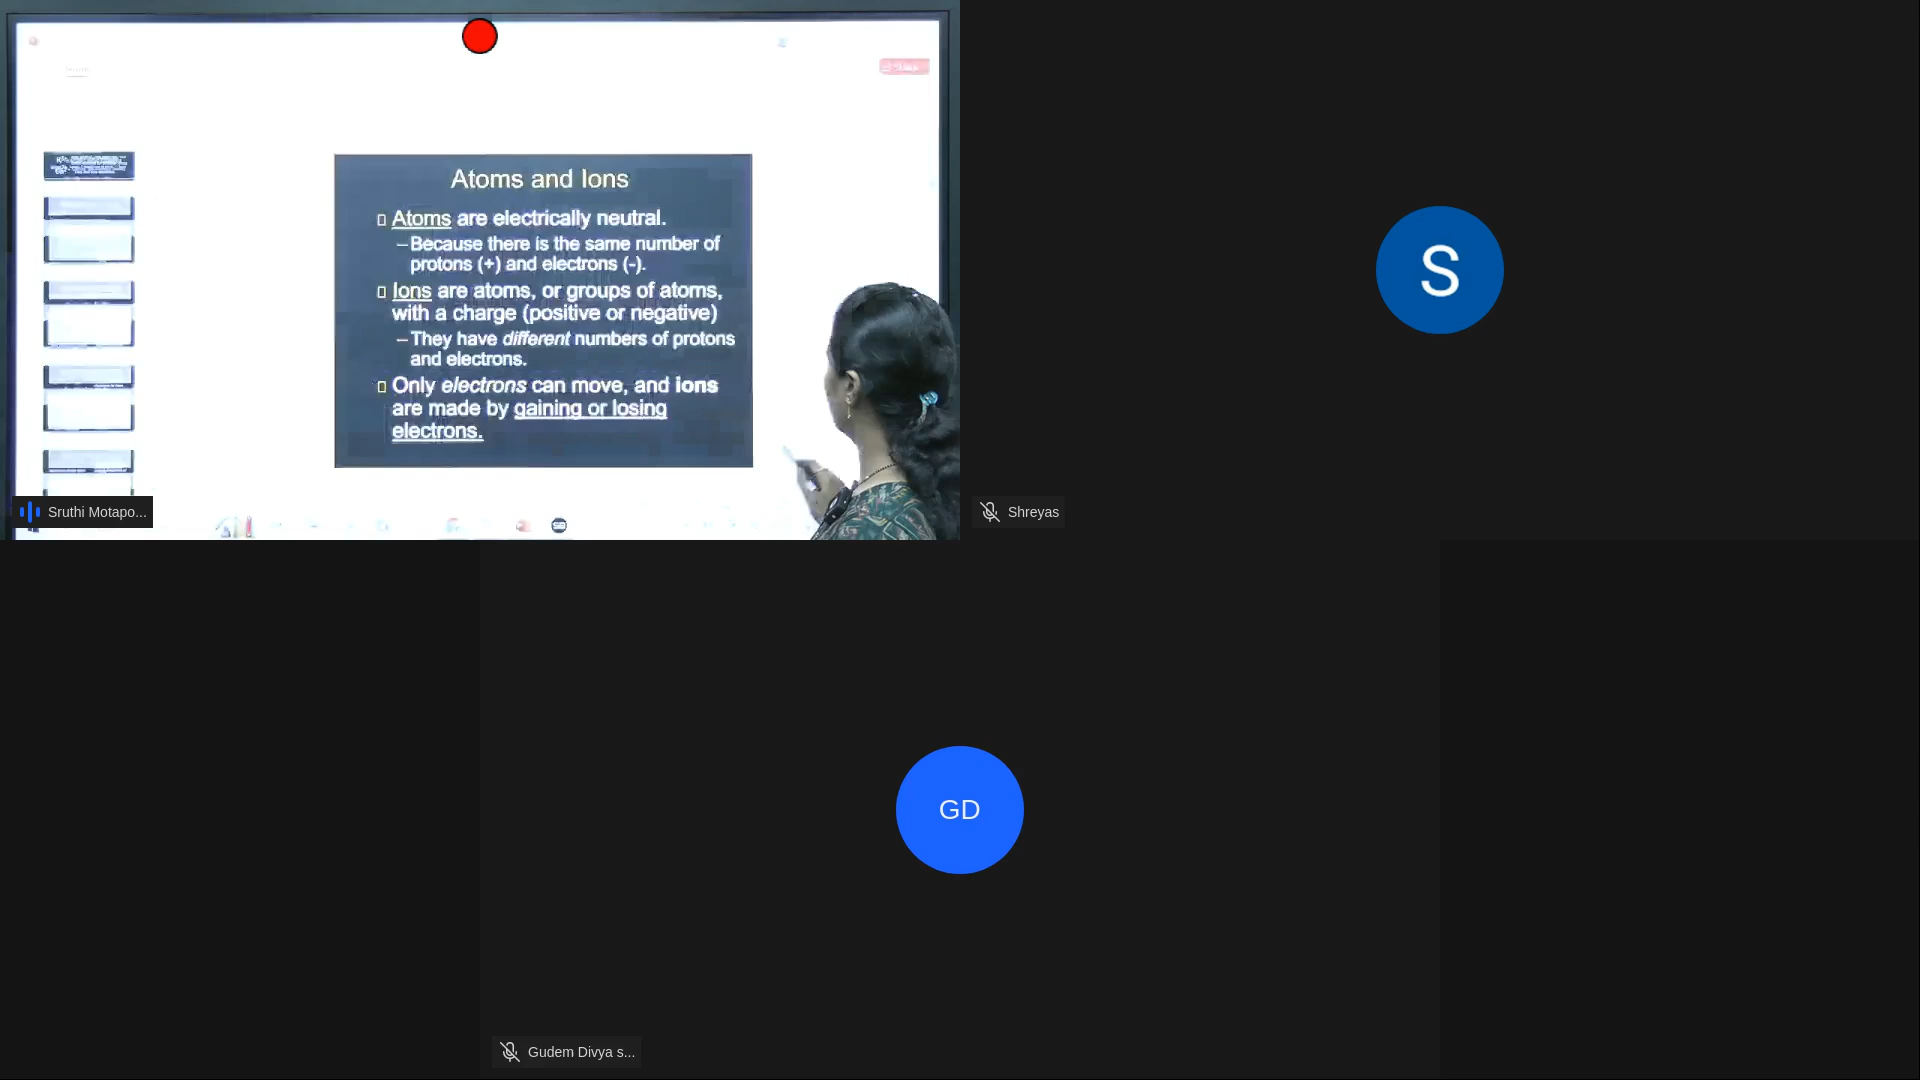 Atoms and Ions
Atoms are electrically neutral.
–Because there is the same number of
protons (+) and electrons (-).
Ions are atoms, or groups of atoms,
with a charge (positive or negative)
–They have different numbers of protons
and electrons.
Only electrons can move, and ions
are made by gaining or losing
electrons.
Sruthi Motapo...
S
Shreyas
GD
Gudem Divya s...